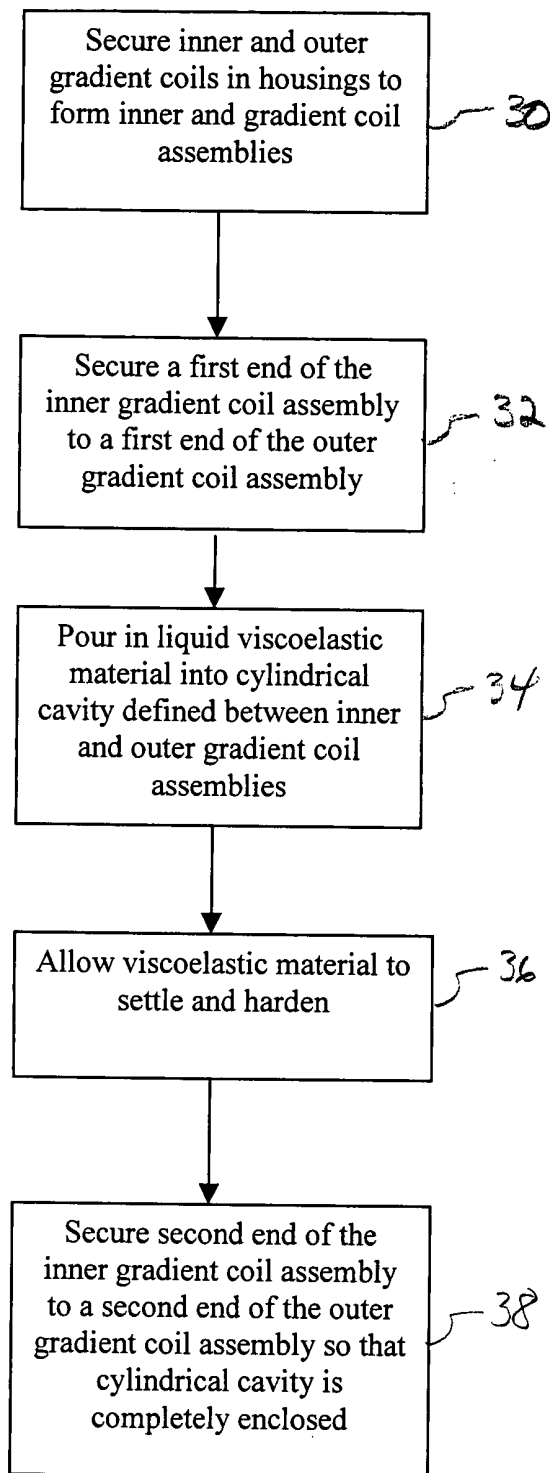 Secure inner and outer
gradient coils in housings to
form inner and gradient coil
assemblies
30
Secure a first end of the
inner gradient coil assembly
to a first end of the outer
gradient coil assembly
32
Pour in liquid viscoelastic
material into cylindrical
cavity defined between inner
and outer gradient coil
assemblies
34
Allow viscoelastic material to
settle and harden
36
Secure second end of the
inner gradient coil assembly
to a second end of the outer
gradient coil assembly so that
cylindrical cavity is
completely enclosed
38